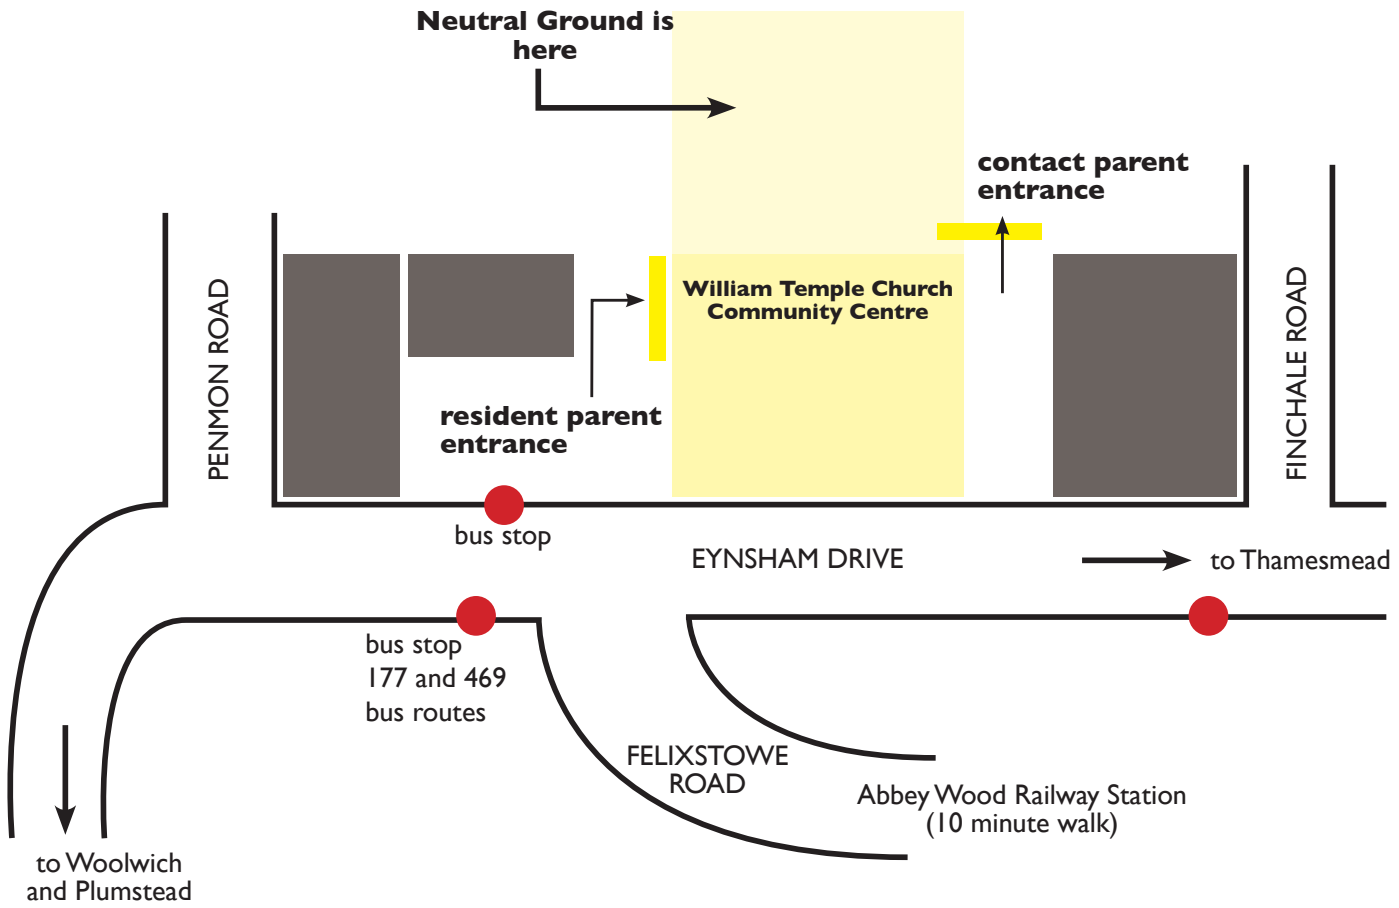 Neutral Ground is
here
contact parent
entrance
William Temple Church
Community Centre
PENMON ROAD
FINCHALE ROAD
resident parent
entrance
bus stop
EYNSHAM DRIVE
to Thamesmead
bus stop
177 and 469
bus routes
FELIXSTOWE
ROAD
Abbey Wood Railway Station
(10 minute walk)
to Woolwich
and Plumstead